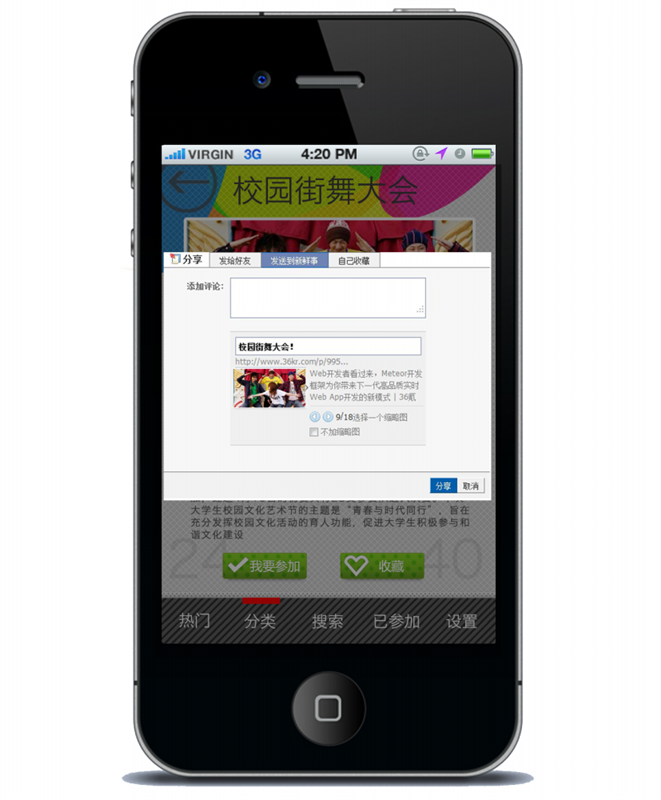 VIRGIN 3G 4:20 PM
校园街舞大会
分享 发给好友 发送到新鲜事 自己收藏
添加评论:
校园街舞大会!
http://www.36kr.com/p/995...
Web开发者看过来,Meteor开发
框架为你带来下一代高品质实时
Web App开发的新模式 | 36氪
9/18选择一个缩略图
不加缩略图
分享 取消
大学生校园文化艺术节的主题是“青春与时代同行”,旨在
充分发挥校园文化活动的育人功能,促进大学生积极参与和
谐文化建设
24 40
我要参加 收藏
热门 分类 搜索 已参加 设置